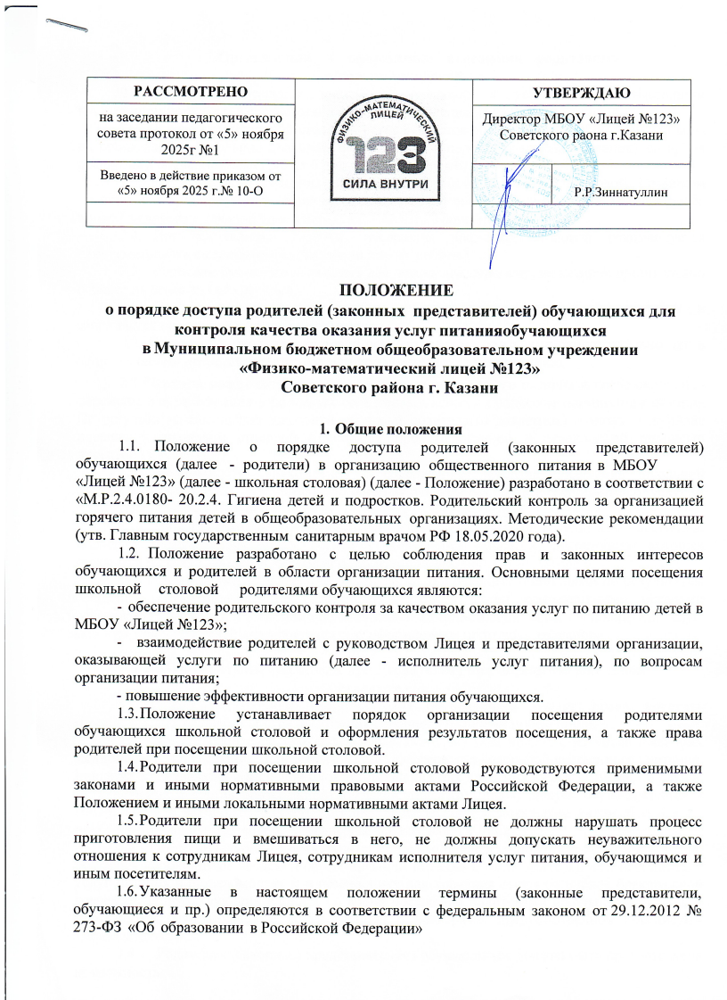 РАССМОТРЕНО
на заседании педагогического
совета протокол от «5» ноября
2025г №1
Введено в действие приказом от
«5» ноября 2025 г.№ 10-О
ФИЗИКО-МАТЕМАТИЧЕСКИЙ
ЛИЦЕЙ
123
СИЛА ВНУТРИ
УТВЕРЖДАЮ
Директор МБОУ «Лицей №123»
Советского раона г.Казани
Р.Р.Зиннатуллин
ПОЛОЖЕНИЕ
о порядке доступа родителей (законных представителей) обучающихся для
контроля качества оказания услуг питанияобучающихся
в Муниципальном бюджетном общеобразовательном учреждении
«Физико-математический лицей №123»
Советского района г. Казани
1. Общие положения
1.1. Положение о порядке доступа родителей (законных представителей)
обучающихся (далее - родители) в организацию общественного питания в МБОУ
«Лицей №123» (далее - школьная столовая) (далее - Положение) разработано в соответствии с
«М.Р.2.4.0180- 20.2.4. Гигиена детей и подростков. Родительский контроль за организацией
горячего питания детей в общеобразовательных организациях. Методические рекомендации
(утв. Главным государственным санитарным врачом РФ 18.05.2020 года).
1.2. Положение разработано с целью соблюдения прав и законных интересов
обучающихся и родителей в области организации питания. Основными целями посещения
школьной столовой родителями обучающихся являются:
- обеспечение родительского контроля за качеством оказания услуг по питанию детей в
МБОУ «Лицей №123»;
- взаимодействие родителей с руководством Лицея и представителями организации,
оказывающей услуги по питанию (далее - исполнитель услуг питания), по вопросам
организации питания;
- повышение эффективности организации питания обучающихся.
1.3.Положение устанавливает порядок организации посещения родителями
обучающихся школьной столовой и оформления результатов посещения, а также права
родителей при посещении школьной столовой.
1.4.Родители при посещении школьной столовой руководствуются применимыми
законами и иными нормативными правовыми актами Российской Федерации, а также
Положением и иными локальными нормативными актами Лицея.
1.5.Родители при посещении школьной столовой не должны нарушать процесс
приготовления пищи и вмешиваться в него, не должны допускать неуважительного
отношения к сотрудникам Лицея, сотрудникам исполнителя услуг питания, обучающимся и
иным посетителям.
1.6.Указанные в настоящем положении термины (законные представители,
обучающиеся и пр.) определяются в соответствии с федеральным законом от 29.12.2012 №
273-ФЗ «Об образовании в Российской Федерации»